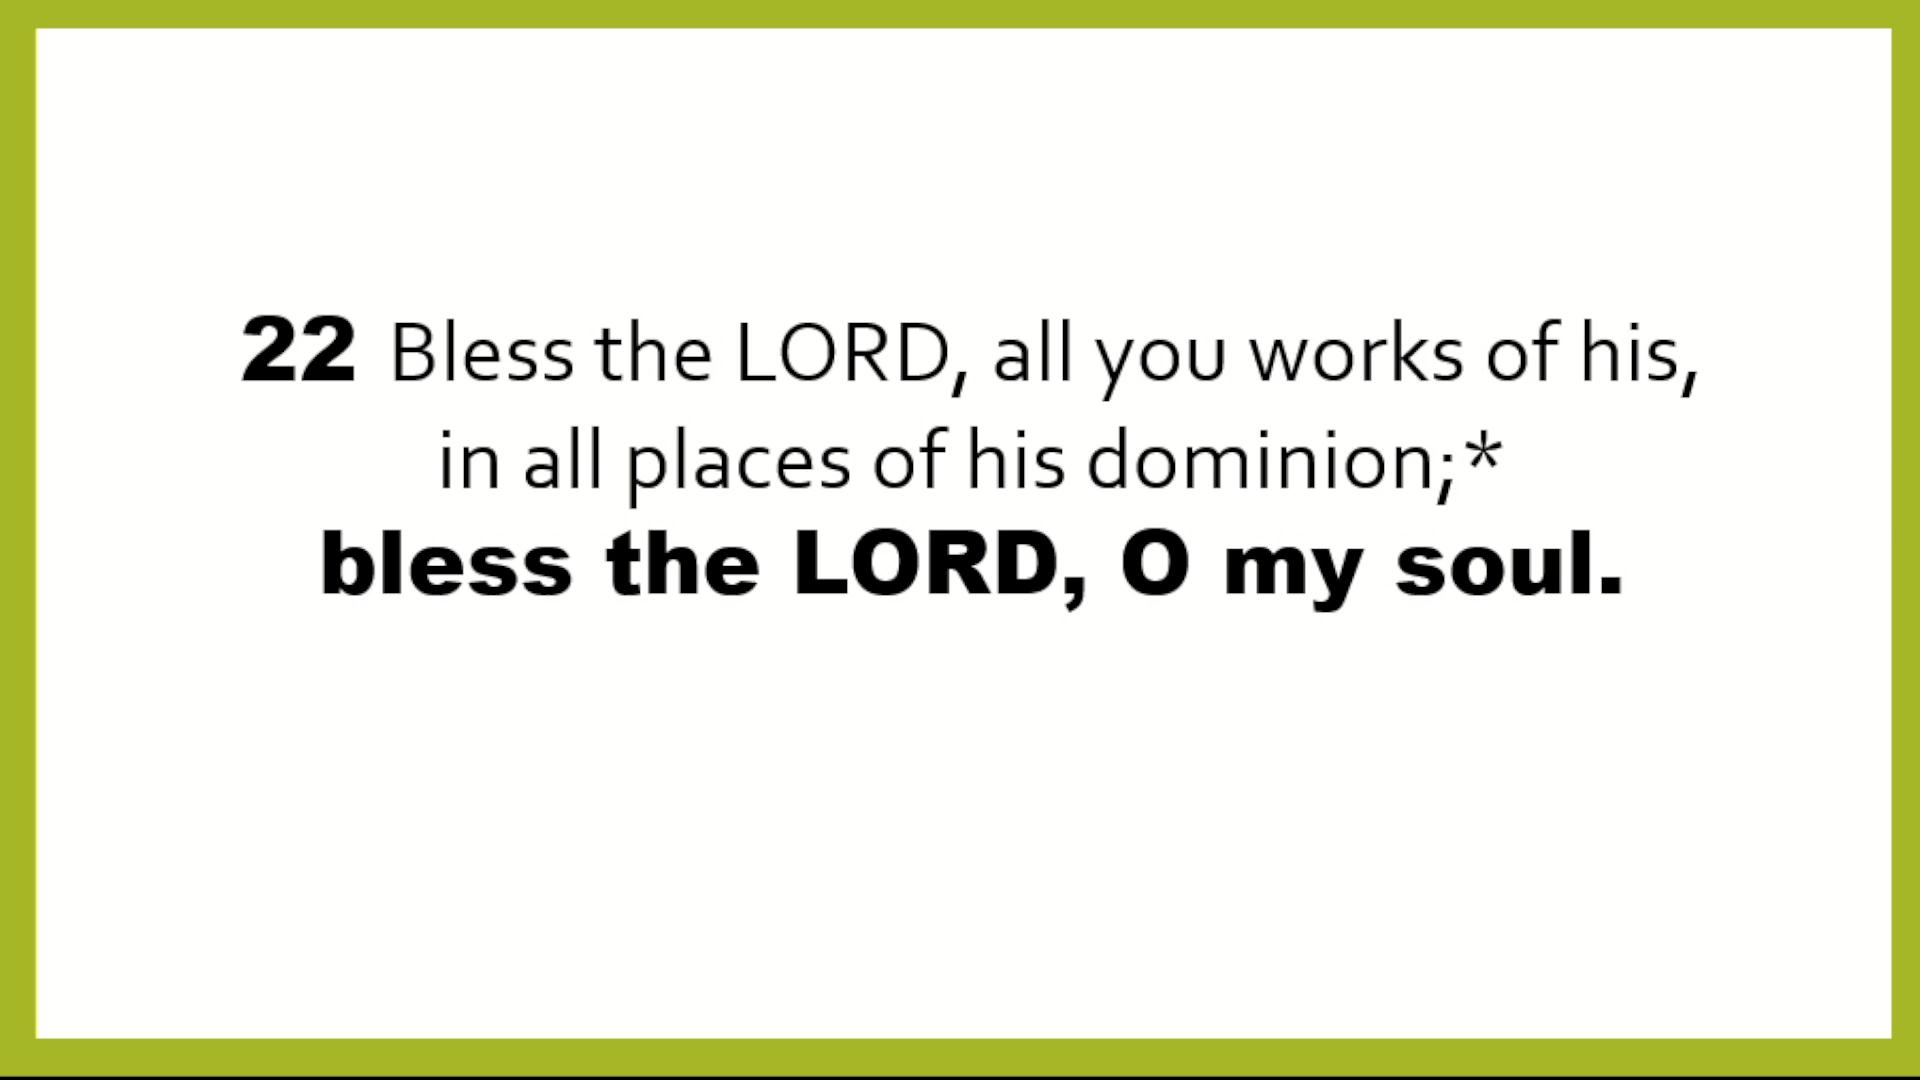 22 Bless the LORD, all you works of his,
in all places of his dominion;*
bless the LORD, O my soul.